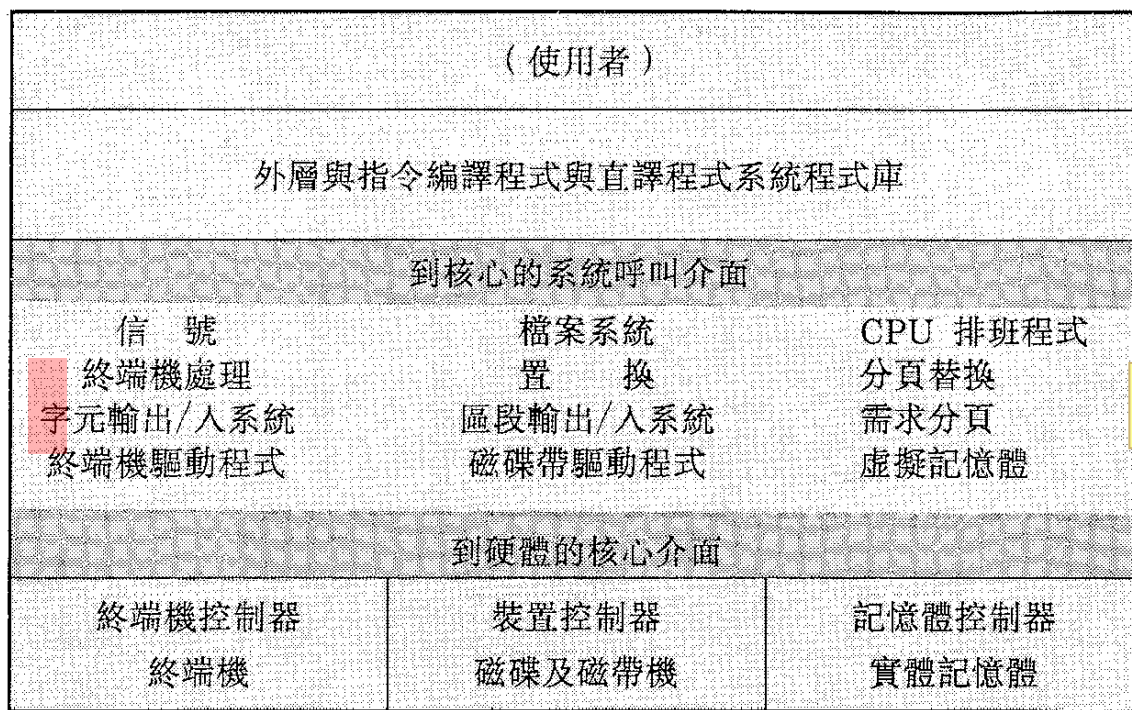 (使用者)
外層與指令編譯程式與直譯程式系統程式庫
到核心的系統呼叫介面
信 號 檔案系統 CPU 排班程式
終端機處理 置 換 分頁替換
字元輸出/入系統 區段輸出/入系統 需求分頁
終端機驅動程式 磁碟帶驅動程式 虛擬記憶體
到硬體的核心介面
終端機控制器 裝置控制器 記憶體控制器
終端機 磁碟及磁帶機 實體記憶體